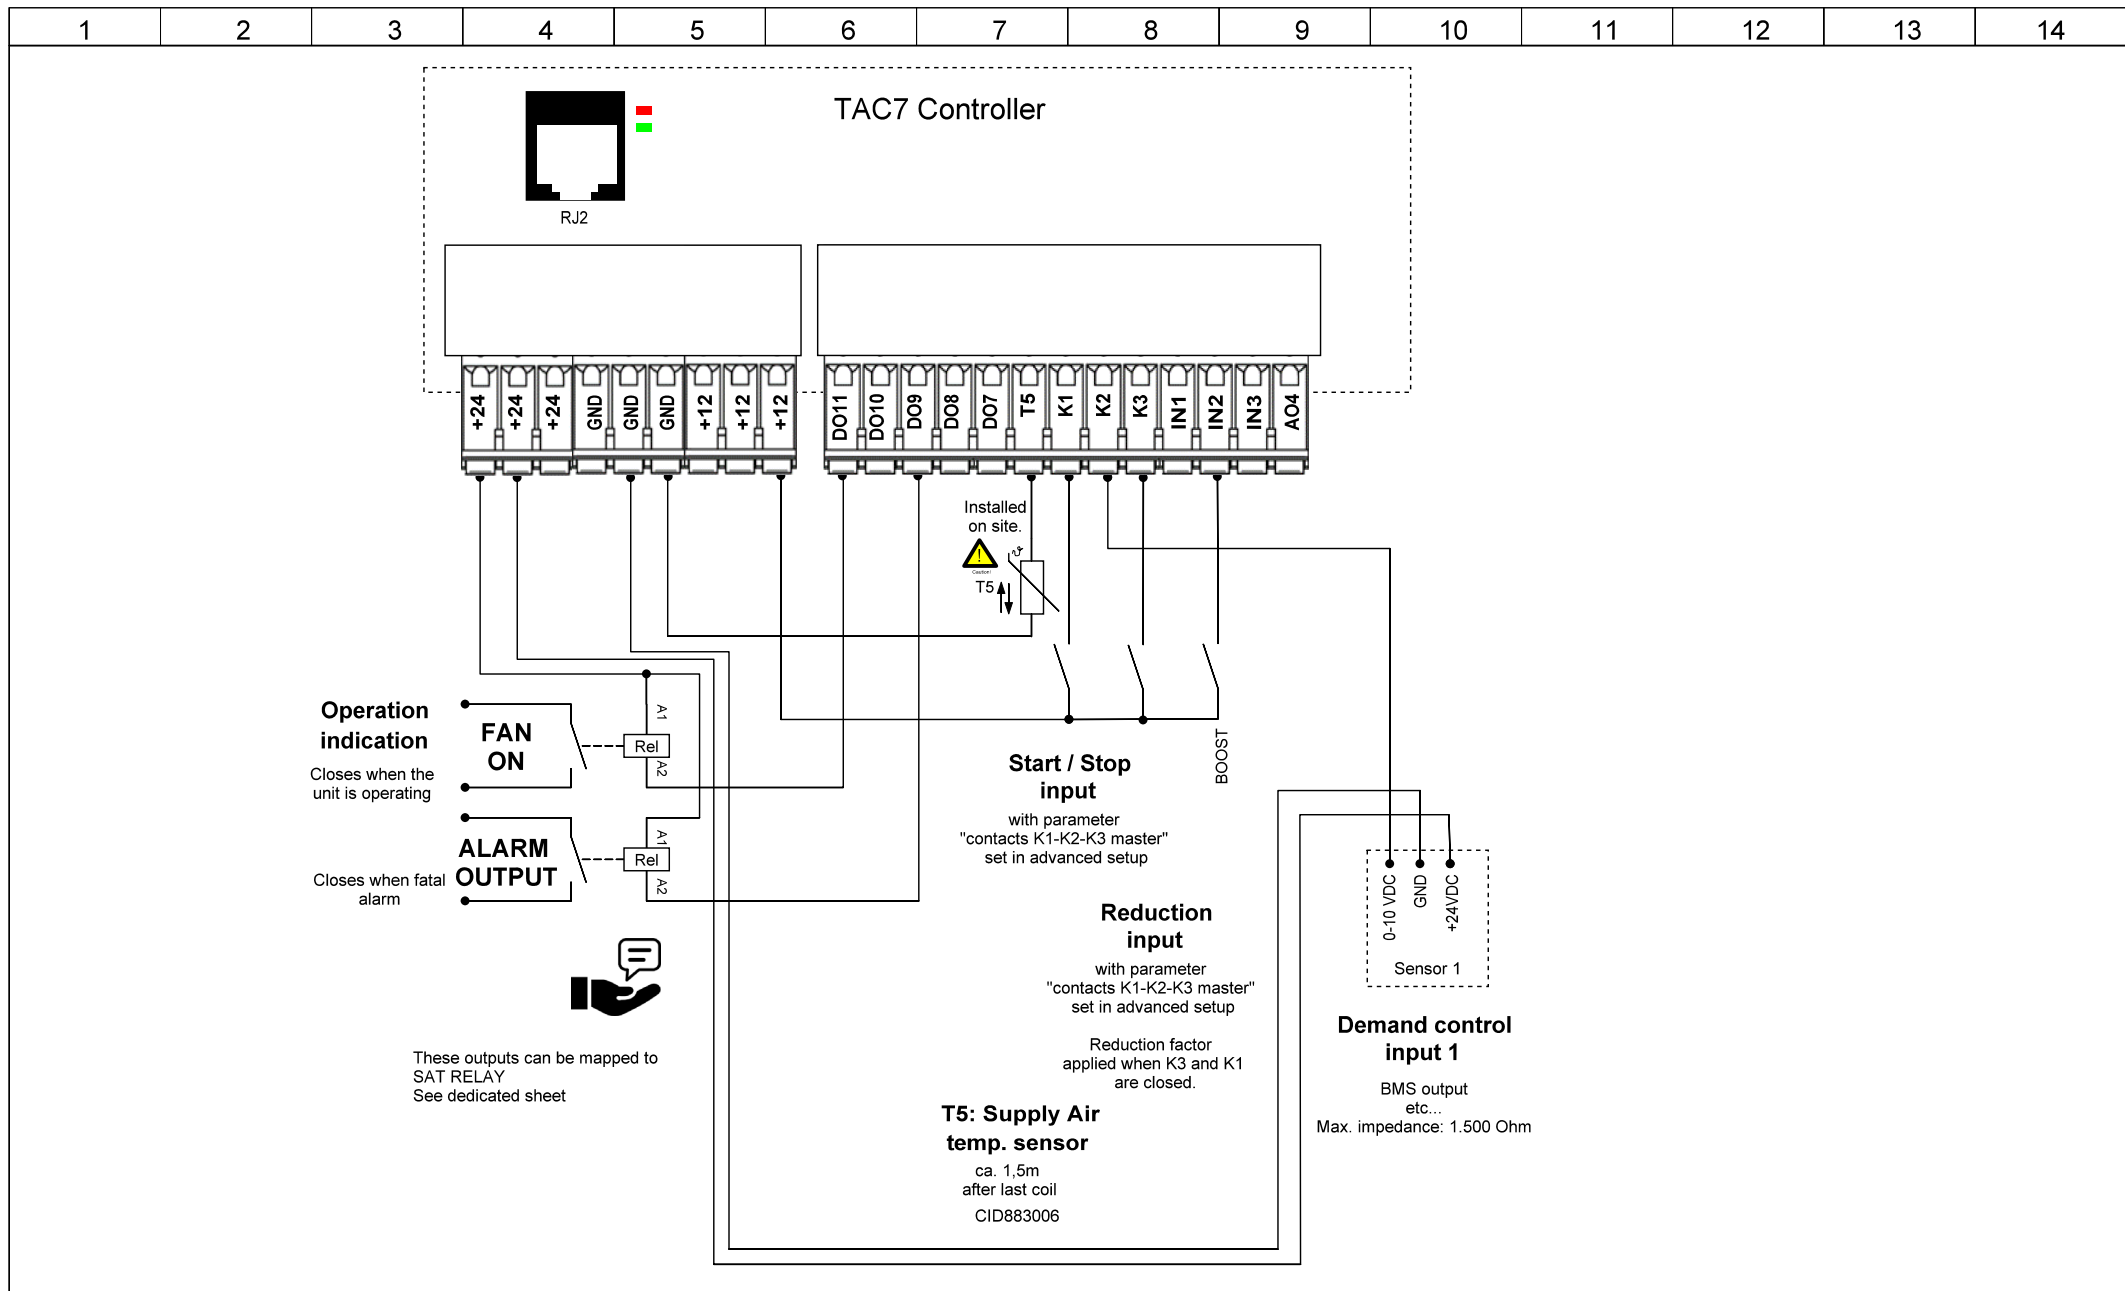 1 2 3 4 5 6 7 8 9 10 11 12 13 14
TAC7 Controller
RJ2
+24 +24 +24 GND GND GND +12 +12 +12
DO11 DO10 DO9 DO8 DO7 T5 K1 K2 K3 IN1 IN2 IN3 AO4
Installed
on site.
!
Caution!
ϑ
T5
Operation
indication
Closes when the
unit is operating
FAN
ON
A1
Rel
A2
ALARM
OUTPUT
Closes when fatal
alarm
A1
Rel
A2
These outputs can be mapped to
SAT RELAY
See dedicated sheet
Start / Stop
input
with parameter
"contacts K1-K2-K3 master"
set in advanced setup
BOOST
Reduction
input
with parameter
"contacts K1-K2-K3 master"
set in advanced setup
Reduction factor
applied when K3 and K1
are closed.
T5: Supply Air
temp. sensor
ca. 1,5m
after last coil
CID883006
0-10 VDC
GND
+24VDC
Sensor 1
Demand control
input 1
BMS output
etc...
Max. impedance: 1.500 Ohm